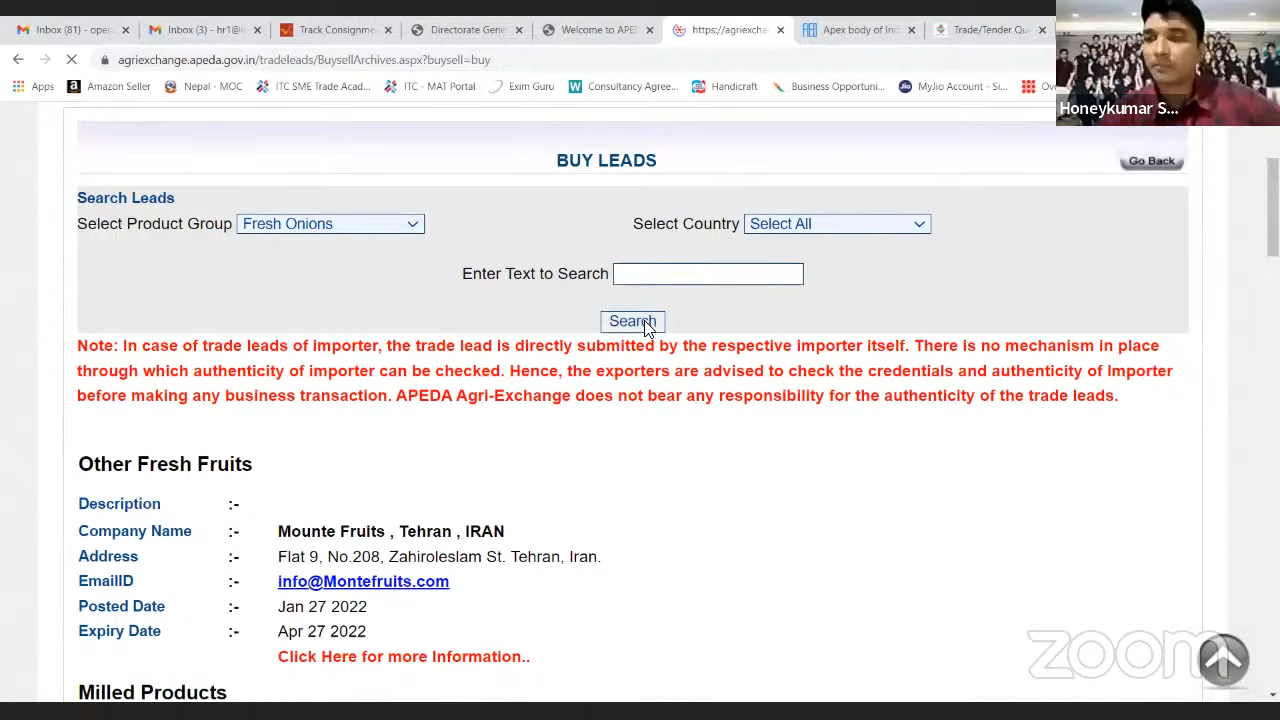 Inbox (81) - oper
Inbox (3) - hr1@
Track Consignme
Directorate Gene
Welcome to APE
https://agriexcha
Apex body of Ind
Trade/Tender Qu
agriexchange.apeda.gov.in/tradeleads/BuysellArchives.aspx?buysell=buy
Apps
Amazon Seller
Nepal - MOC
ITC SME Trade Acad...
ITC - MAT Portal
Exim Guru
Consultancy Agree...
Handicraft
Business Opportuni...
MyJio Account - Si...
Honeykumar S...
BUY LEADS
Go Back
Search Leads
Select Product Group Fresh Onions
Select Country Select All
Enter Text to Search
Search
Note: In case of trade leads of importer, the trade lead is directly submitted by the respective importer itself. There is no mechanism in place
through which authenticity of importer can be checked. Hence, the exporters are advised to check the credentials and authenticity of Importer
before making any business transaction. APEDA Agri-Exchange does not bear any responsibility for the authenticity of the trade leads.
Other Fresh Fruits
Description :-
Company Name :- Mounte Fruits , Tehran , IRAN
Address :- Flat 9, No.208, Zahiroleslam St. Tehran, Iran.
EmailID :- info@Montefruits.com
Posted Date :- Jan 27 2022
Expiry Date :- Apr 27 2022
Click Here for more Information..
zoom
Milled Products